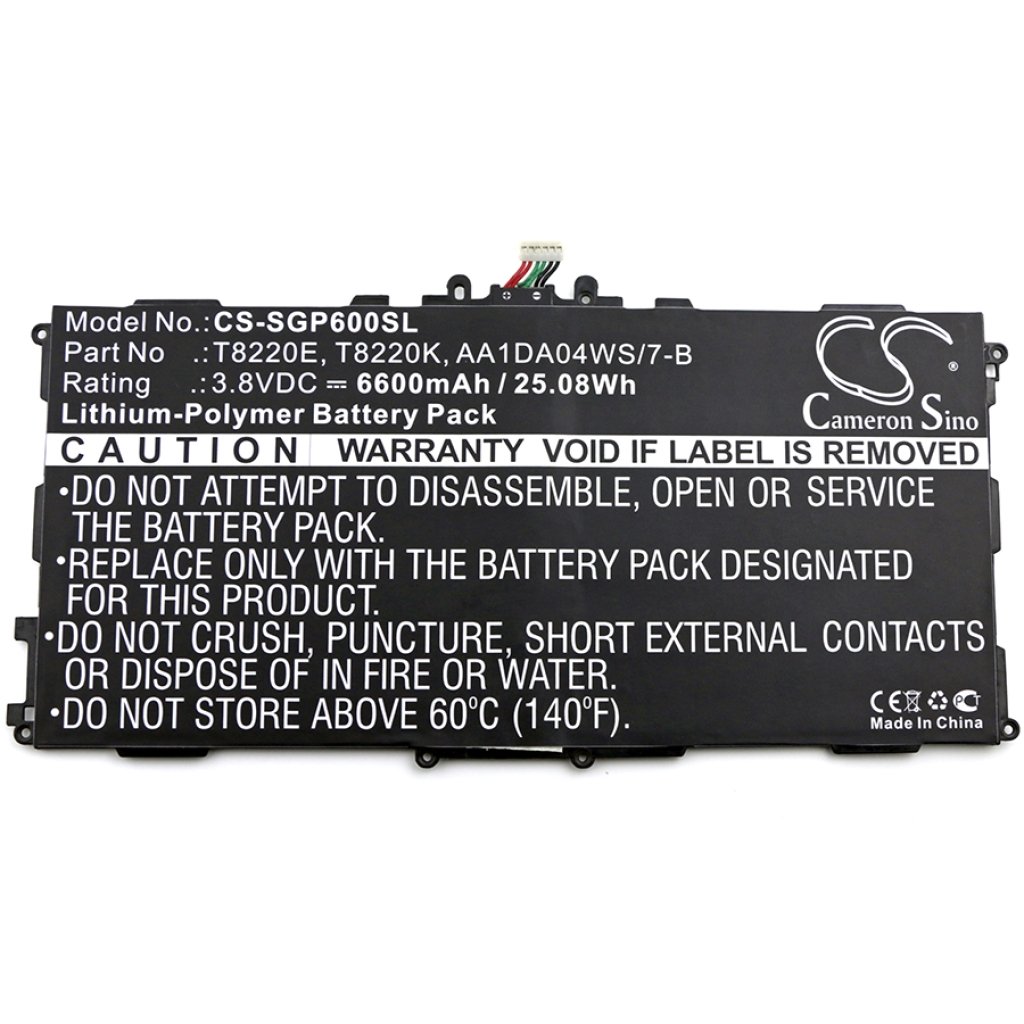 Model No.:CS-SGP600SL
Part No .:T8220E, T8220K, AA1DA04WS/7-B
Rating .:3.8VDC ⎓ 6600mAh / 25.08Wh
Lithium-Polymer Battery Pack
CS
®
Cameron Sino
CAUTION WARRANTY VOID IF LABEL IS REMOVED
•DO NOT ATTEMPT TO DISASSEMBLE, OPEN OR SERVICE
THE BATTERY PACK.
•REPLACE ONLY WITH THE BATTERY PACK DESIGNATED
FOR THIS PRODUCT.
•DO NOT CRUSH, PUNCTURE, SHORT EXTERNAL CONTACTS
OR DISPOSE OF IN FIRE OR WATER.
•DO NOT STORE ABOVE 60°C (140°F).
CE PCT
Made In China